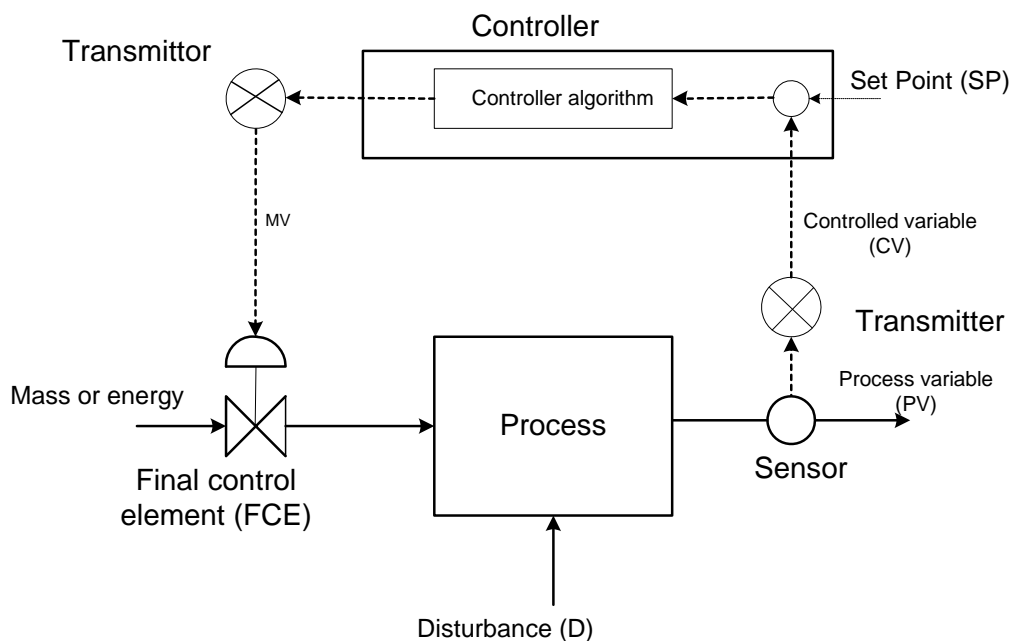 Controller
Transmittor
Controller algorithm
Set Point (SP)
MV
Controlled variable
(CV)
Transmitter
Mass or energy
Process
Process variable
(PV)
Sensor
Final control
element (FCE)
Disturbance (D)